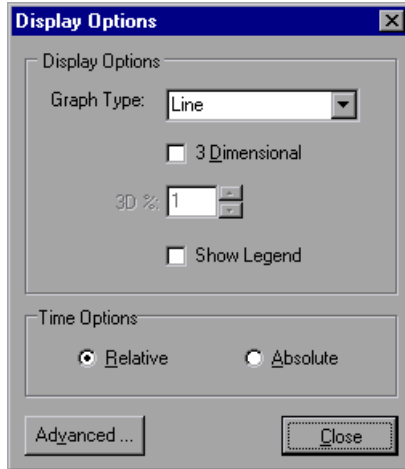 Display Options
Display Options
Graph Type: Line
3 Dimensional
3D %: 1
Show Legend
Time Options
Relative Absolute
Advanced ... Close